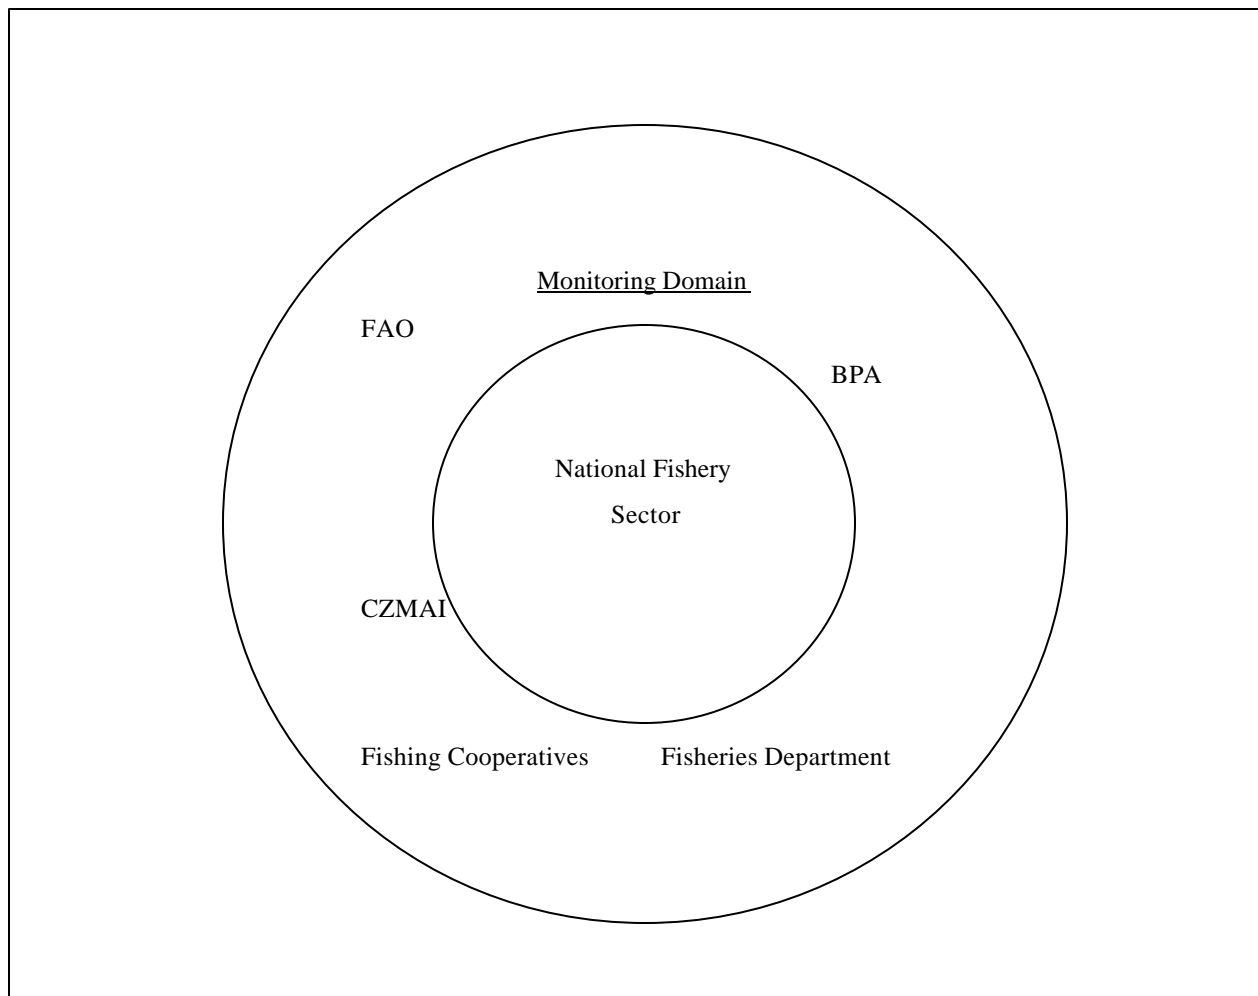 Monitoring Domain
FAO
BPA
National Fishery
Sector
CZMAI
Fishing Cooperatives
Fisheries Department